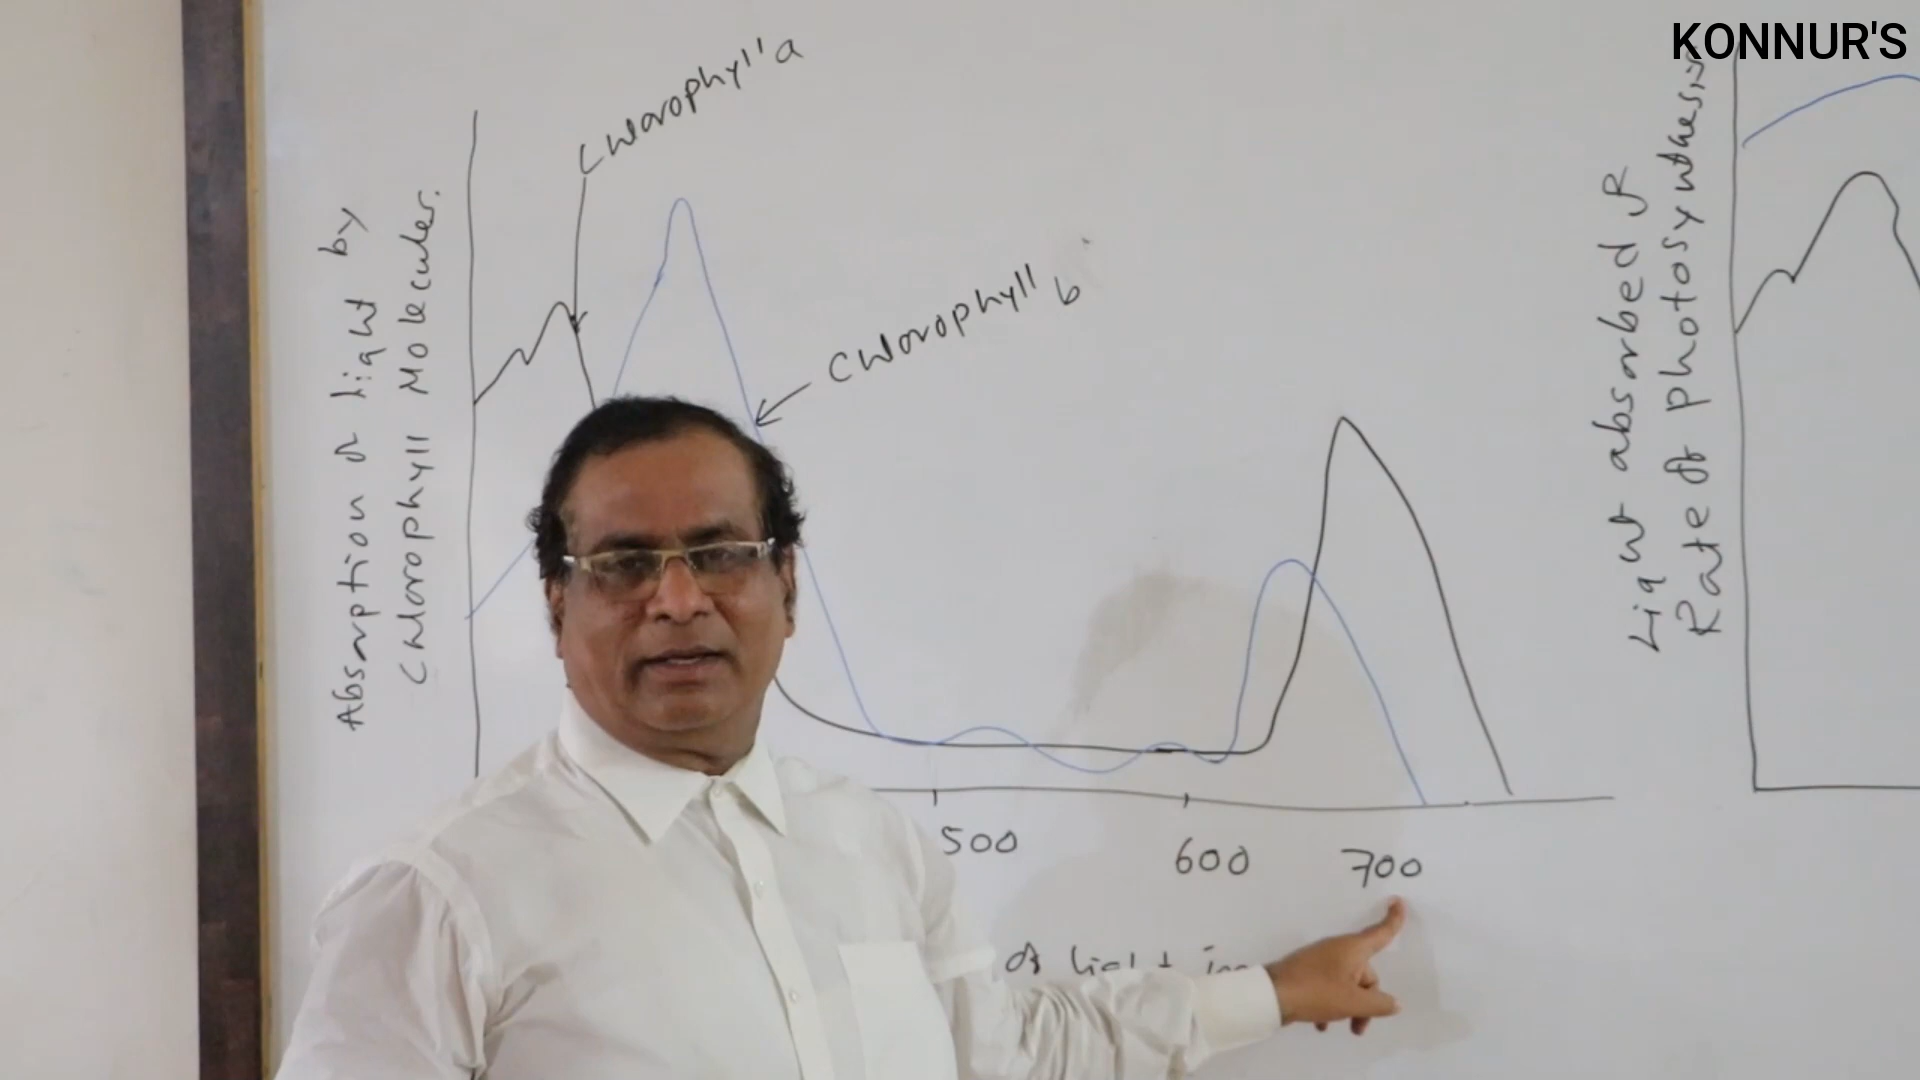 KONNUR'S
Chlorophyll 'a
Absorption of light by
Chlorophyll Molecules.
Chlorophyll b
Light absorbed &
Rate of photosynthesis
500
600
700
of light in